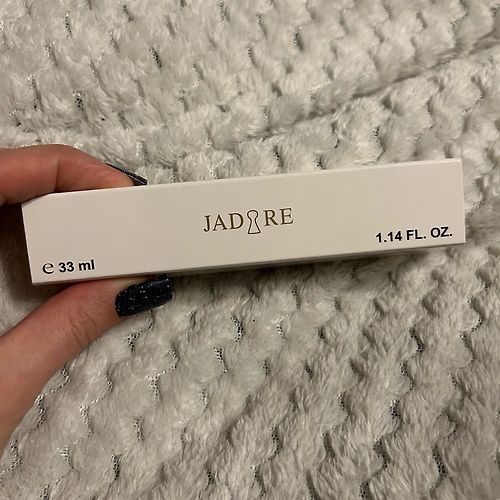 JADORE
1.14 FL. OZ.
℮ 33 ml